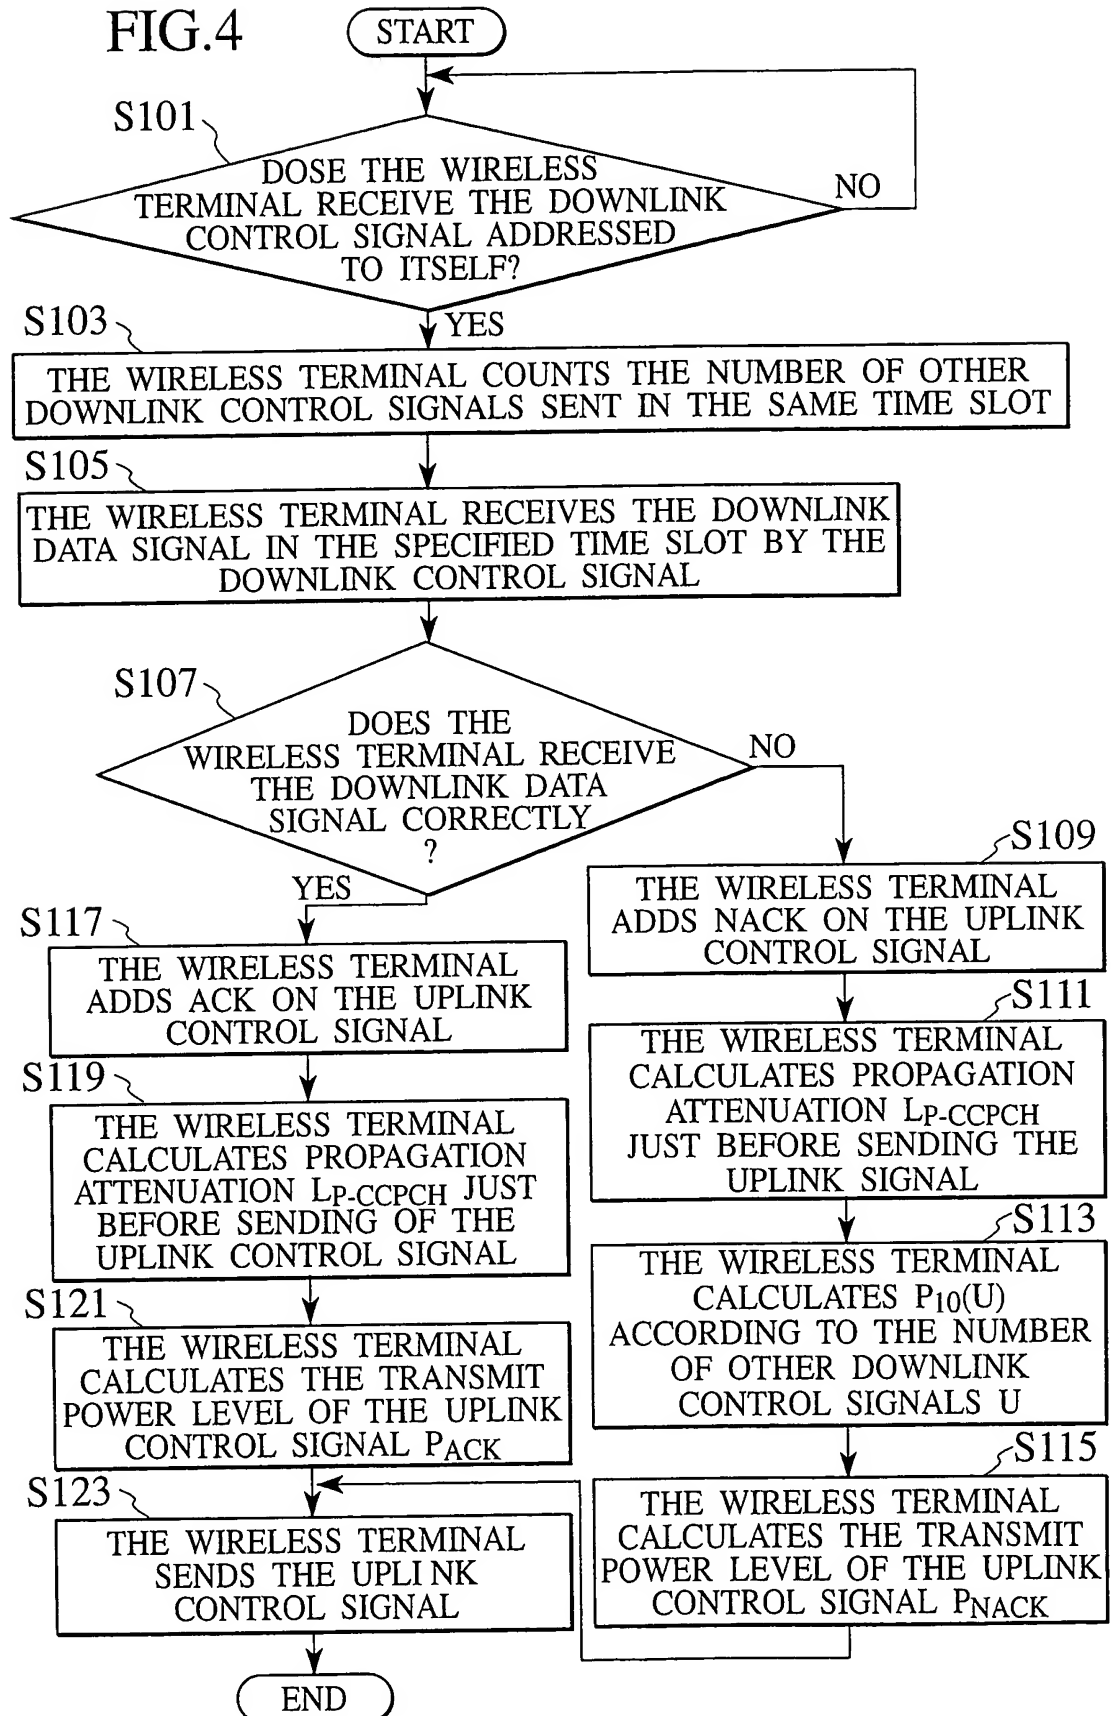 FIG.4
START
S101
DOSE THE WIRELESS
TERMINAL RECEIVE THE DOWNLINK
CONTROL SIGNAL ADDRESSED
TO ITSELF?
NO
YES
S103
THE WIRELESS TERMINAL COUNTS THE NUMBER OF OTHER
DOWNLINK CONTROL SIGNALS SENT IN THE SAME TIME SLOT
S105
THE WIRELESS TERMINAL RECEIVES THE DOWNLINK
DATA SIGNAL IN THE SPECIFIED TIME SLOT BY THE
DOWNLINK CONTROL SIGNAL
S107
DOES THE
WIRELESS TERMINAL RECEIVE
THE DOWNLINK DATA
SIGNAL CORRECTLY
?
NO
YES
S109
THE WIRELESS TERMINAL
ADDS NACK ON THE UPLINK
CONTROL SIGNAL
S111
THE WIRELESS TERMINAL
CALCULATES PROPAGATION
ATTENUATION LP-CCPCH
JUST BEFORE SENDING THE
UPLINK SIGNAL
S113
THE WIRELESS TERMINAL
CALCULATES P10(U)
ACCORDING TO THE NUMBER
OF OTHER DOWNLINK
CONTROL SIGNALS U
S115
THE WIRELESS TERMINAL
CALCULATES THE TRANSMIT
POWER LEVEL OF THE UPLINK
CONTROL SIGNAL PNACK
S117
THE WIRELESS TERMINAL
ADDS ACK ON THE UPLINK
CONTROL SIGNAL
S119
THE WIRELESS TERMINAL
CALCULATES PROPAGATION
ATTENUATION LP-CCPCH JUST
BEFORE SENDING OF THE
UPLINK CONTROL SIGNAL
S121
THE WIRELESS TERMINAL
CALCULATES THE TRANSMIT
POWER LEVEL OF THE UPLINK
CONTROL SIGNAL PACK
S123
THE WIRELESS TERMINAL
SENDS THE UPLINK
CONTROL SIGNAL
END